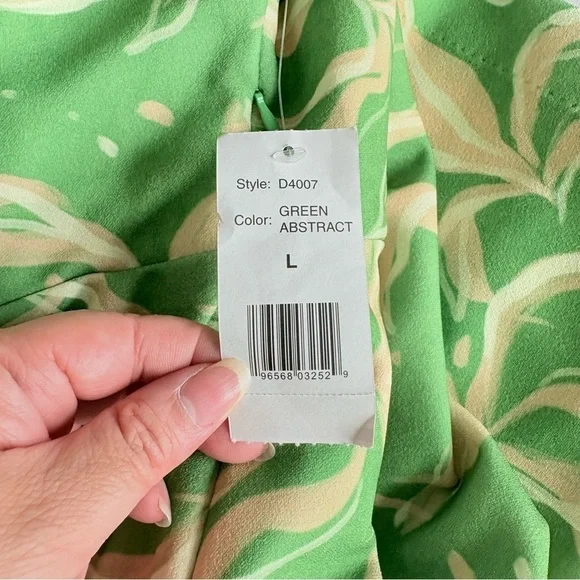 Style: D4007
Color: GREEN
ABSTRACT
L
96568 03252 9